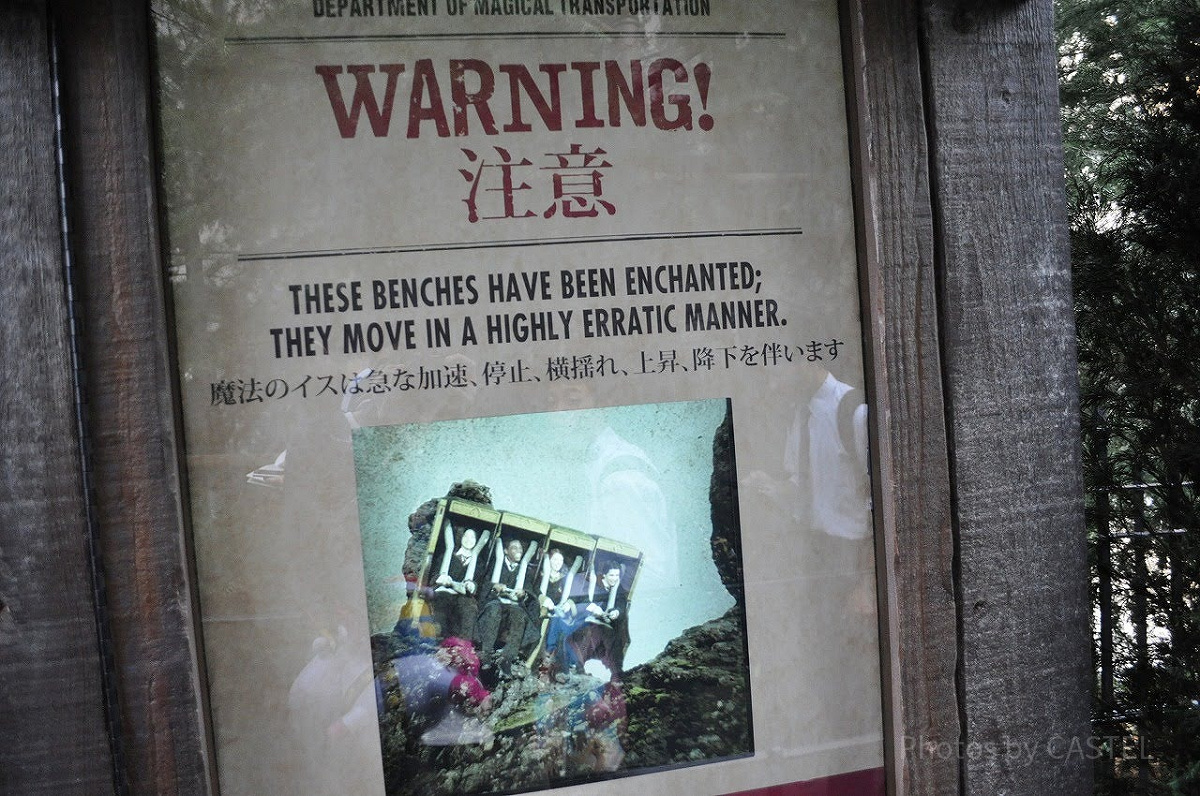 DEPARTMENT OF MAGICAL TRANSPORTATION
WARNING!
注意
THESE BENCHES HAVE BEEN ENCHANTED;
THEY MOVE IN A HIGHLY ERRATIC MANNER.
魔法のイスは急な加速、停止、横揺れ、上昇、降下を伴います
Photos by CASTEL